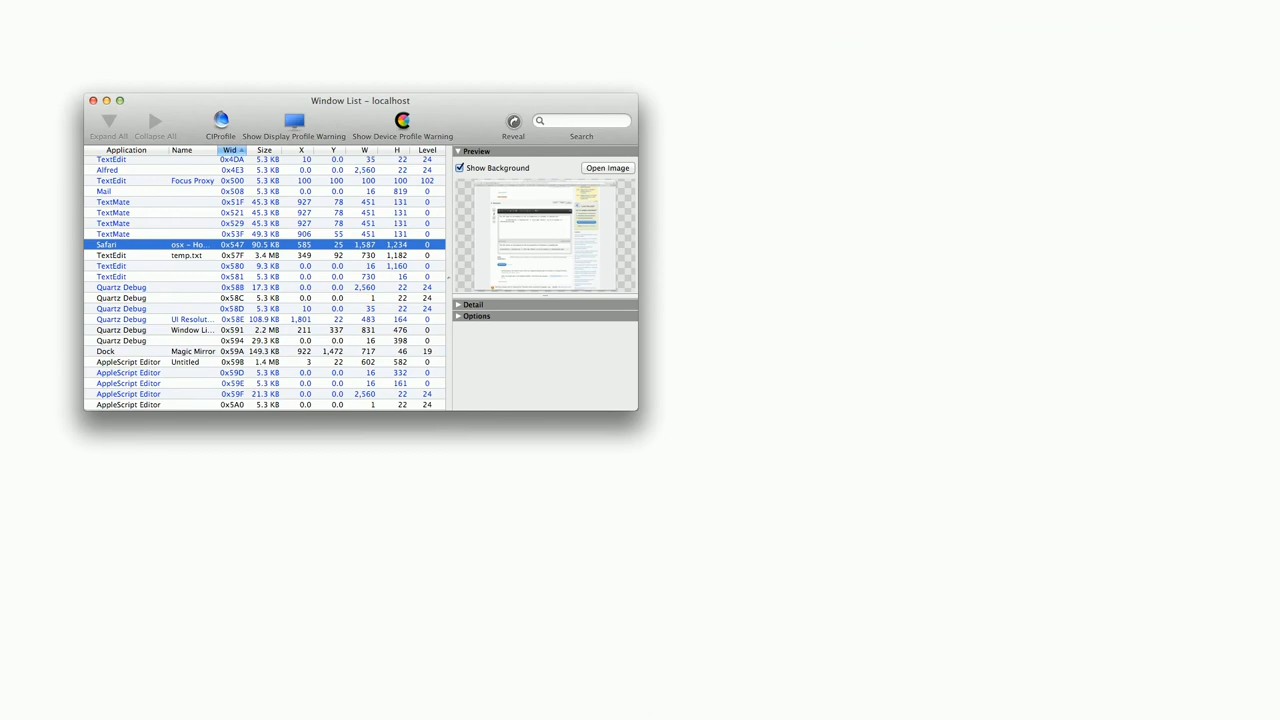 Window List – localhost
Expand All Collapse All CIProfile Show Display Profile Warning Show Device Profile Warning Reveal Search
Application Name Wid Size X Y W H Level
TextEdit 0x4DA 5.3 KB 10 0.0 35 22 24
Alfred 0x4E3 5.3 KB 0.0 0.0 2,560 22 24
TextEdit Focus Proxy 0x500 5.3 KB 100 100 100 100 102
Mail 0x508 5.3 KB 0.0 0.0 16 819 0
TextMate 0x51F 45.3 KB 927 78 451 131 0
TextMate 0x521 45.3 KB 927 78 451 131 0
TextMate 0x529 45.3 KB 927 78 451 131 0
TextMate 0x53F 49.3 KB 906 55 451 131 0
Safari osx – Ho... 0x547 90.5 KB 585 25 1,587 1,234 0
TextEdit temp.txt 0x57F 3.4 MB 349 92 730 1,182 0
TextEdit 0x580 9.3 KB 0.0 0.0 16 1,160 0
TextEdit 0x581 5.3 KB 0.0 0.0 730 16 0
Quartz Debug 0x58B 17.3 KB 0.0 0.0 2,560 22 24
Quartz Debug 0x58C 5.3 KB 0.0 0.0 1 22 24
Quartz Debug 0x58D 5.3 KB 10 0.0 35 22 24
Quartz Debug UI Resolut... 0x58E 108.9 KB 1,801 22 483 164 0
Quartz Debug Window Li... 0x591 2.2 MB 211 337 831 476 0
Quartz Debug 0x594 29.3 KB 0.0 0.0 16 398 0
Dock Magic Mirror 0x59A 149.3 KB 922 1,472 717 46 19
AppleScript Editor Untitled 0x59B 1.4 MB 3 22 602 582 0
AppleScript Editor 0x59D 5.3 KB 0.0 0.0 16 332 0
AppleScript Editor 0x59E 5.3 KB 0.0 0.0 16 161 0
AppleScript Editor 0x59F 21.3 KB 0.0 0.0 2,560 22 24
AppleScript Editor 0x5A0 5.3 KB 0.0 0.0 1 22 24
Preview
Show Background Open Image
Detail
Options